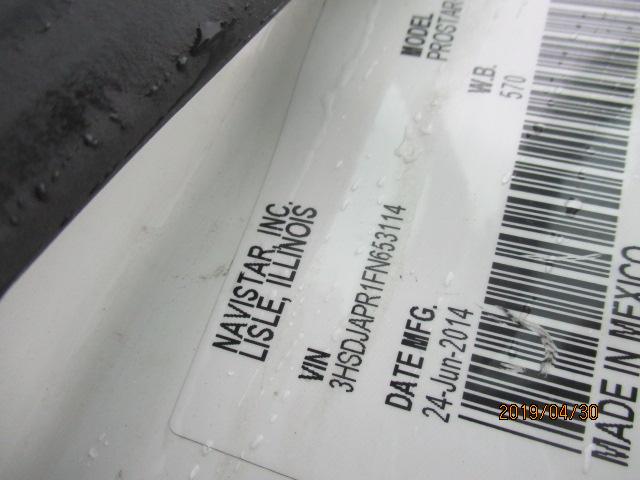 NAVISTAR, INC.
LISLE, ILLINOIS
VIN
3HSDJAPR1FN653114
DATE MFG.
24-Jun-2014
MODEL
PROSTAR
W.B.
570
MADE IN MEXICO
2019/04/30